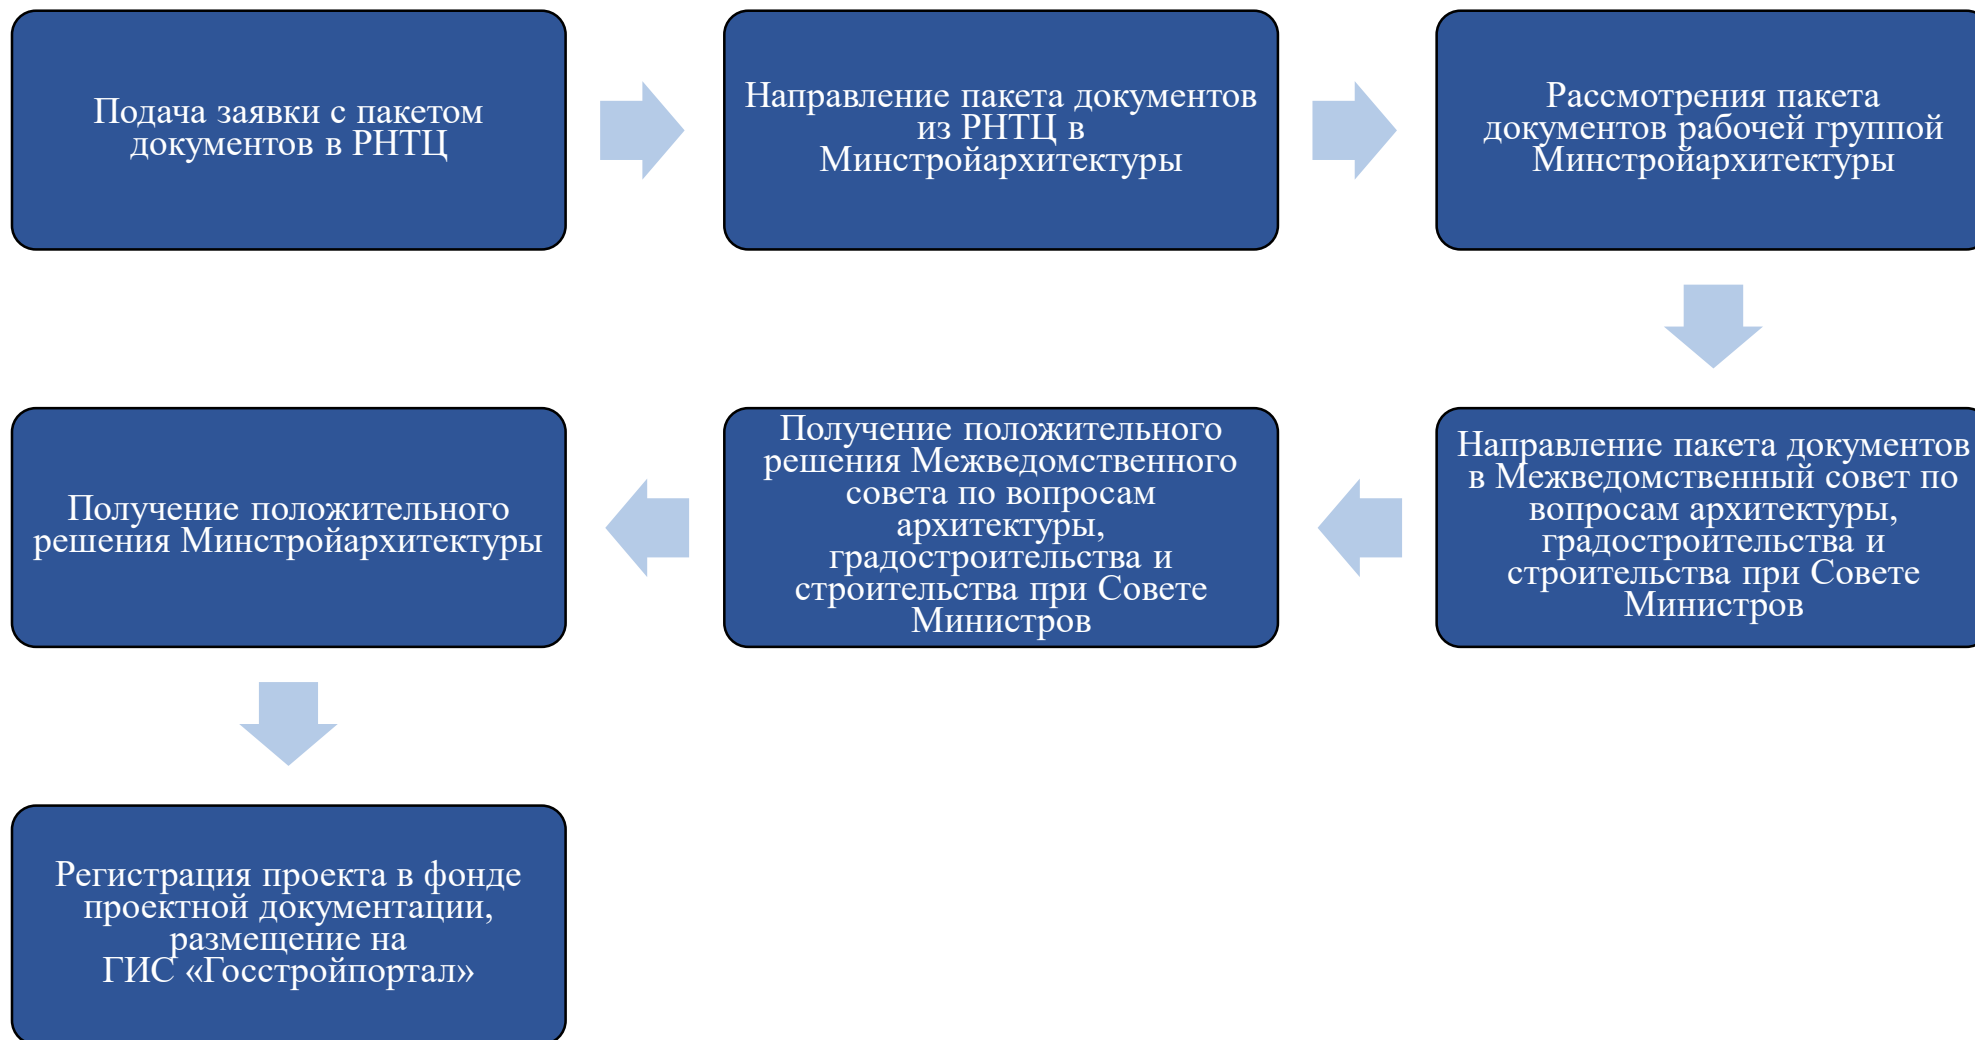 Подача заявки с пакетом
документов в РНТЦ
Направление пакета документов
из РНТЦ в
Минстройархитектуры
Рассмотрения пакета
документов рабочей группой
Минстройархитектуры
Направление пакета документов
в Межведомственный совет по
вопросам архитектуры,
градостроительства и
строительства при Совете
Министров
Получение положительного
решения Межведомственного
совета по вопросам
архитектуры,
градостроительства и
строительства при Совете
Министров
Получение положительного
решения Минстройархитектуры
Регистрация проекта в фонде
проектной документации,
размещение на
ГИС «Госстройпортал»